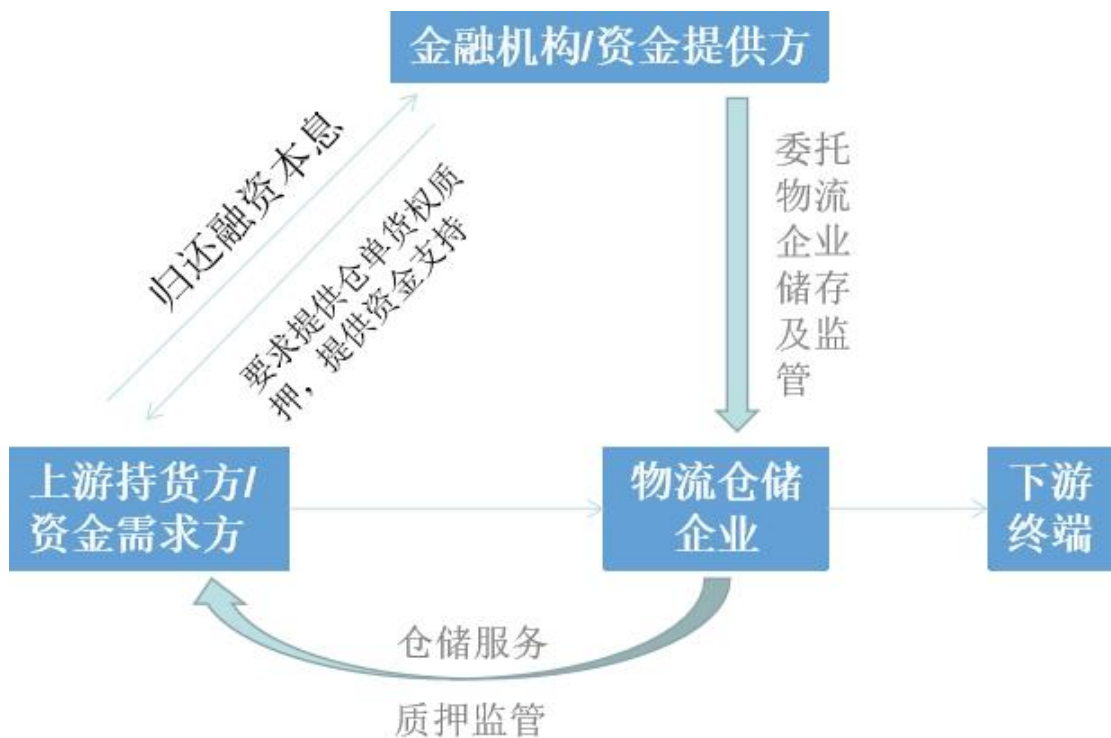 金融机构/资金提供方
归还融资本息
要求提供仓单货权质
押，提供资金支持
委托
物流
企业
储存
及监
管
上游持货方/
资金需求方
物流仓储
企业
下游
终端
仓储服务
质押监管